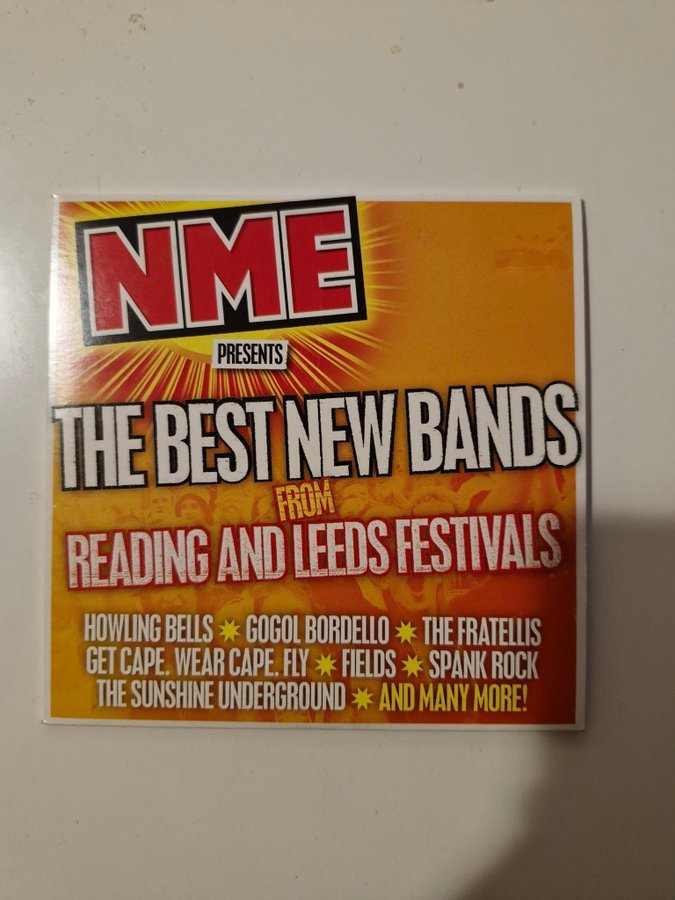 NME
PRESENTS
THE BEST NEW BANDS
FROM
READING AND LEEDS FESTIVALS
HOWLING BELLS ✷ GOGOL BORDELLO ✷ THE FRATELLIS
GET CAPE. WEAR CAPE. FLY ✷ FIELDS ✷ SPANK ROCK
THE SUNSHINE UNDERGROUND ✷ AND MANY MORE!